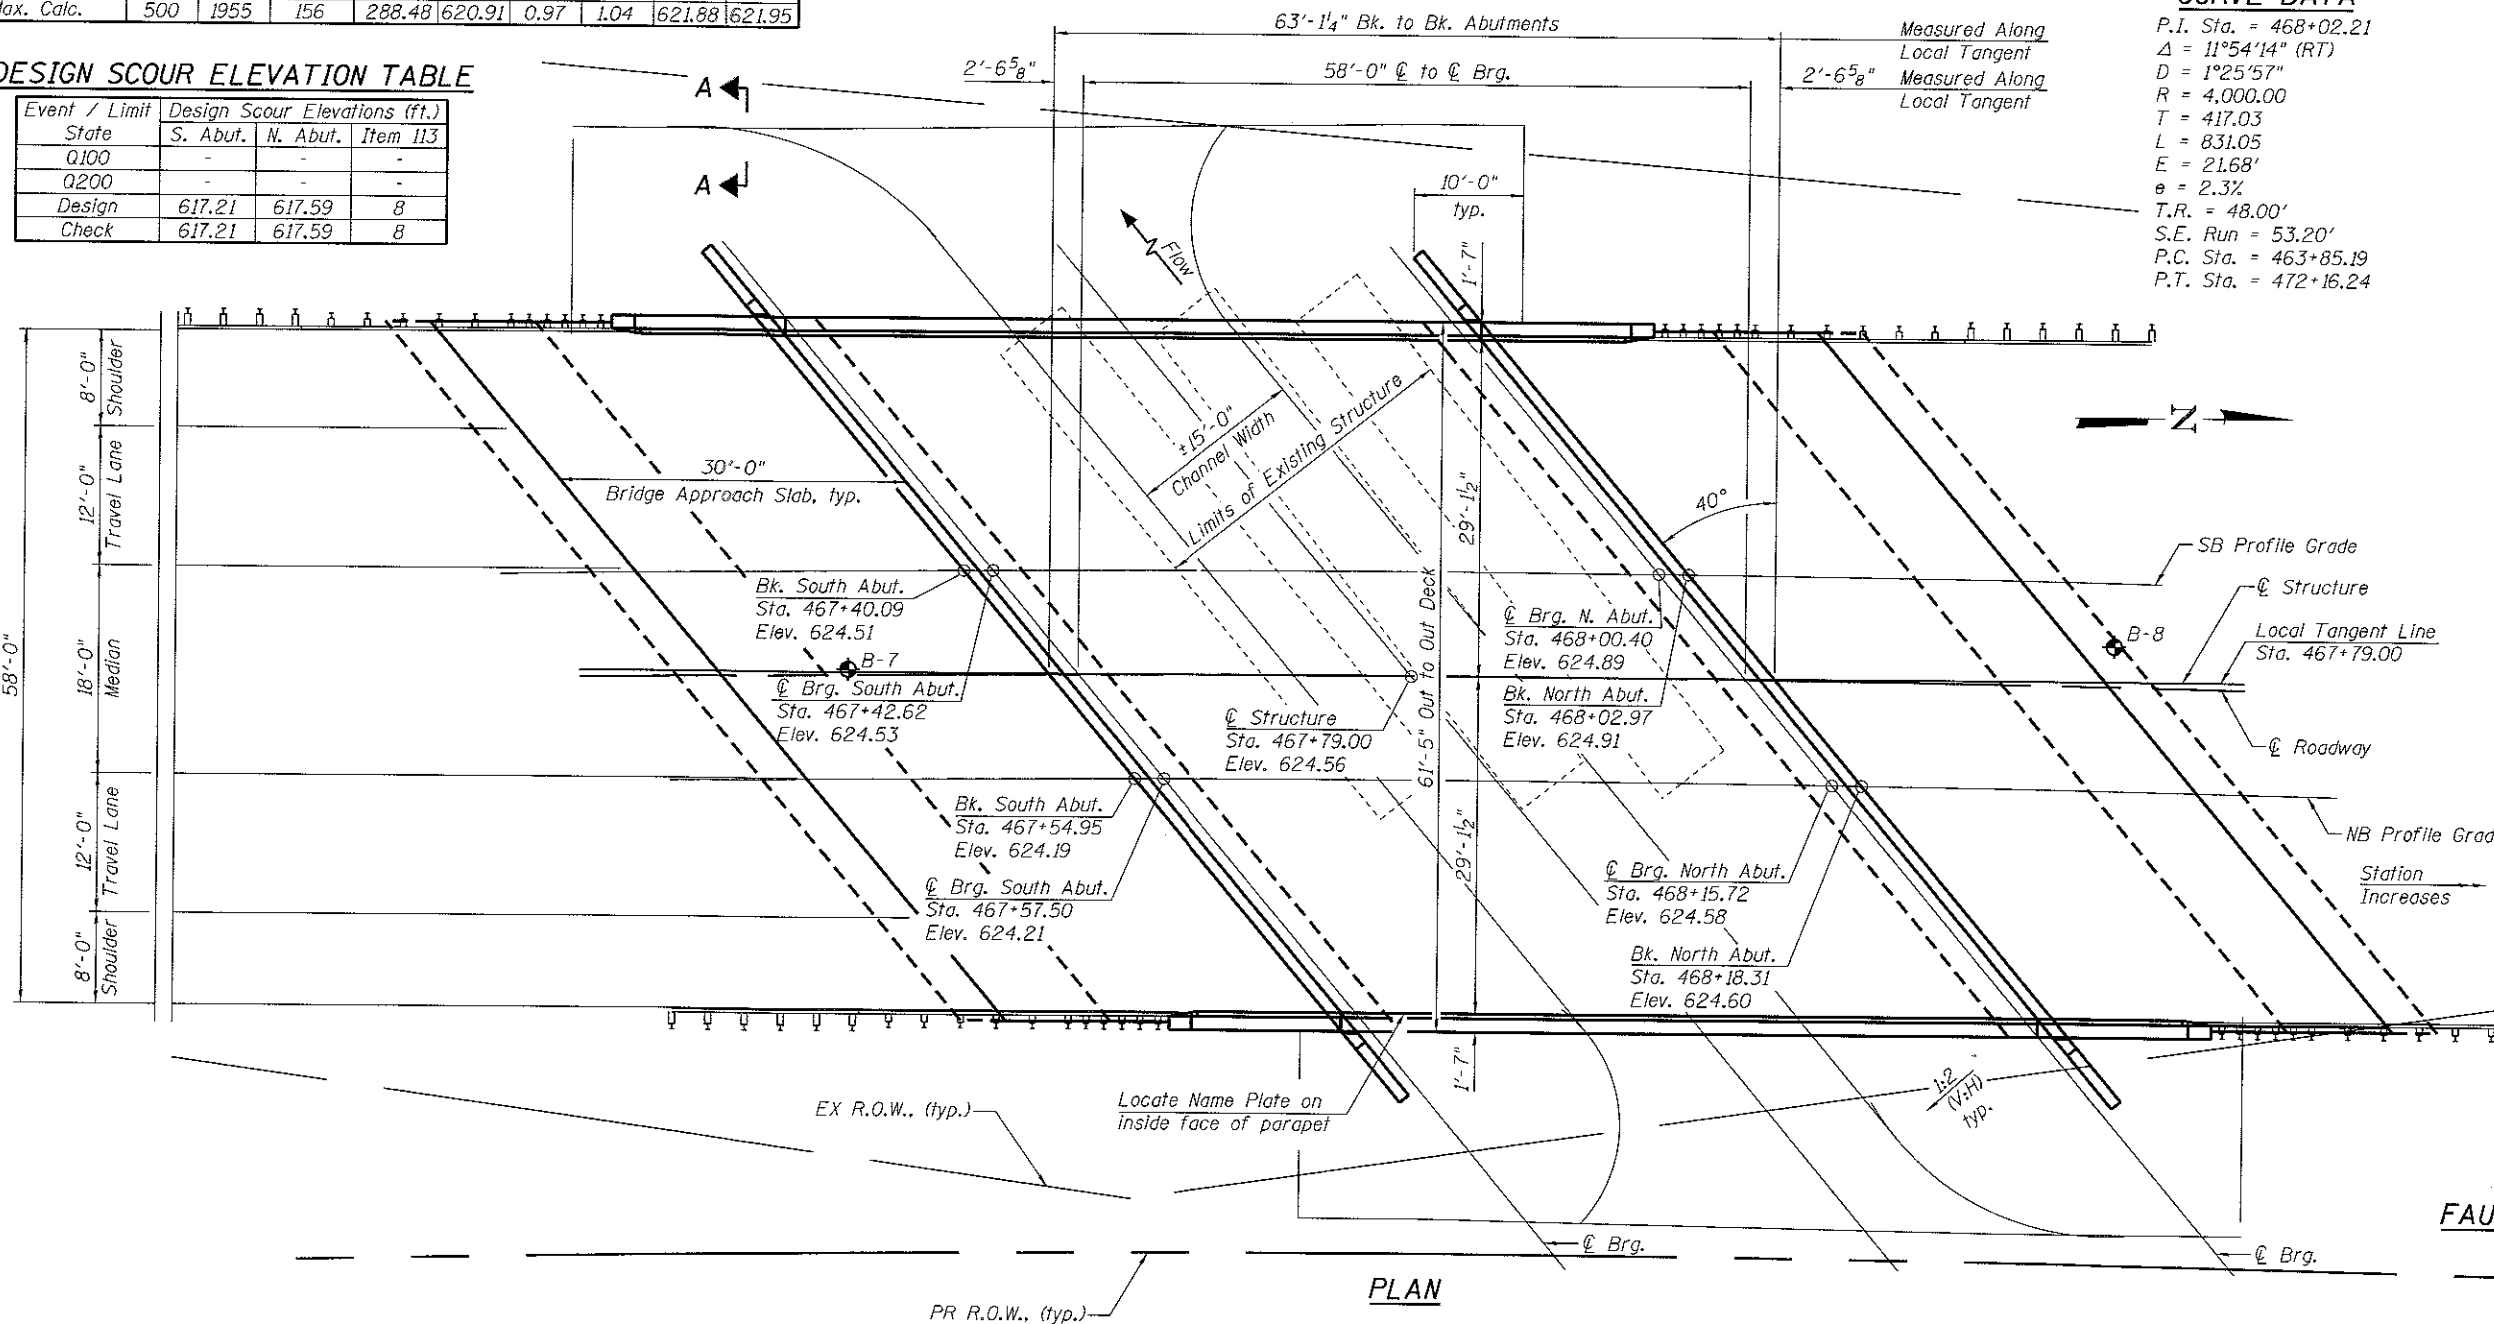 Max. Calc. 500 1955 156 288.48 620.91 0.97 1.04 621.88 621.95
DESIGN SCOUR ELEVATION TABLE
Event / Limit State Design Scour Elevations (ft.)
S. Abut. N. Abut. Item 113
Q100 - - -
Q200 - - -
Design 617.21 617.59 8
Check 617.21 617.59 8
CURVE DATA
P.I. Sta. = 468+02.21
Δ = 11°54'14" (RT)
D = 1°25'57"
R = 4,000.00
T = 417.03
L = 831.05
E = 21.68'
e = 2.3%
T.R. = 48.00'
S.E. Run = 53.20'
P.C. Sta. = 463+85.19
P.T. Sta. = 472+16.24
63'-1¼" Bk. to Bk. Abutments
Measured Along
Local Tangent
2'-6⅝"
58'-0" ℄ to ℄ Brg.
2'-6⅝"
Measured Along
Local Tangent
A
A
10'-0"
typ.
1'-7"
N
Flow
58'-0"
8'-0"
Shoulder
12'-0"
Travel Lane
18'-0"
Median
12'-0"
Travel Lane
8'-0"
Shoulder
30'-0"
Bridge Approach Slab, typ.
±15'-0"
Channel Width
Limits of Existing Structure
29'-1½"
61'-5" Out to Out Deck
29'-1½"
1'-7"
40°
N
SB Profile Grade
℄ Structure
Local Tangent Line
Sta. 467+79.00
℄ Roadway
NB Profile Grad
Station
Increases
B-7
B-8
Bk. South Abut.
Sta. 467+40.09
Elev. 624.51
℄ Brg. South Abut.
Sta. 467+42.62
Elev. 624.53
℄ Structure
Sta. 467+79.00
Elev. 624.56
℄ Brg. N. Abut.
Sta. 468+00.40
Elev. 624.89
Bk. North Abut.
Sta. 468+02.97
Elev. 624.91
Bk. South Abut.
Sta. 467+54.95
Elev. 624.19
℄ Brg. South Abut.
Sta. 467+57.50
Elev. 624.21
℄ Brg. North Abut.
Sta. 468+15.72
Elev. 624.58
Bk. North Abut.
Sta. 468+18.31
Elev. 624.60
EX R.O.W., (typ.)
Locate Name Plate on
inside face of parapet
1:2
(V:H)
typ.
℄ Brg.
℄ Brg.
FAU
PLAN
PR R.O.W., (typ.)